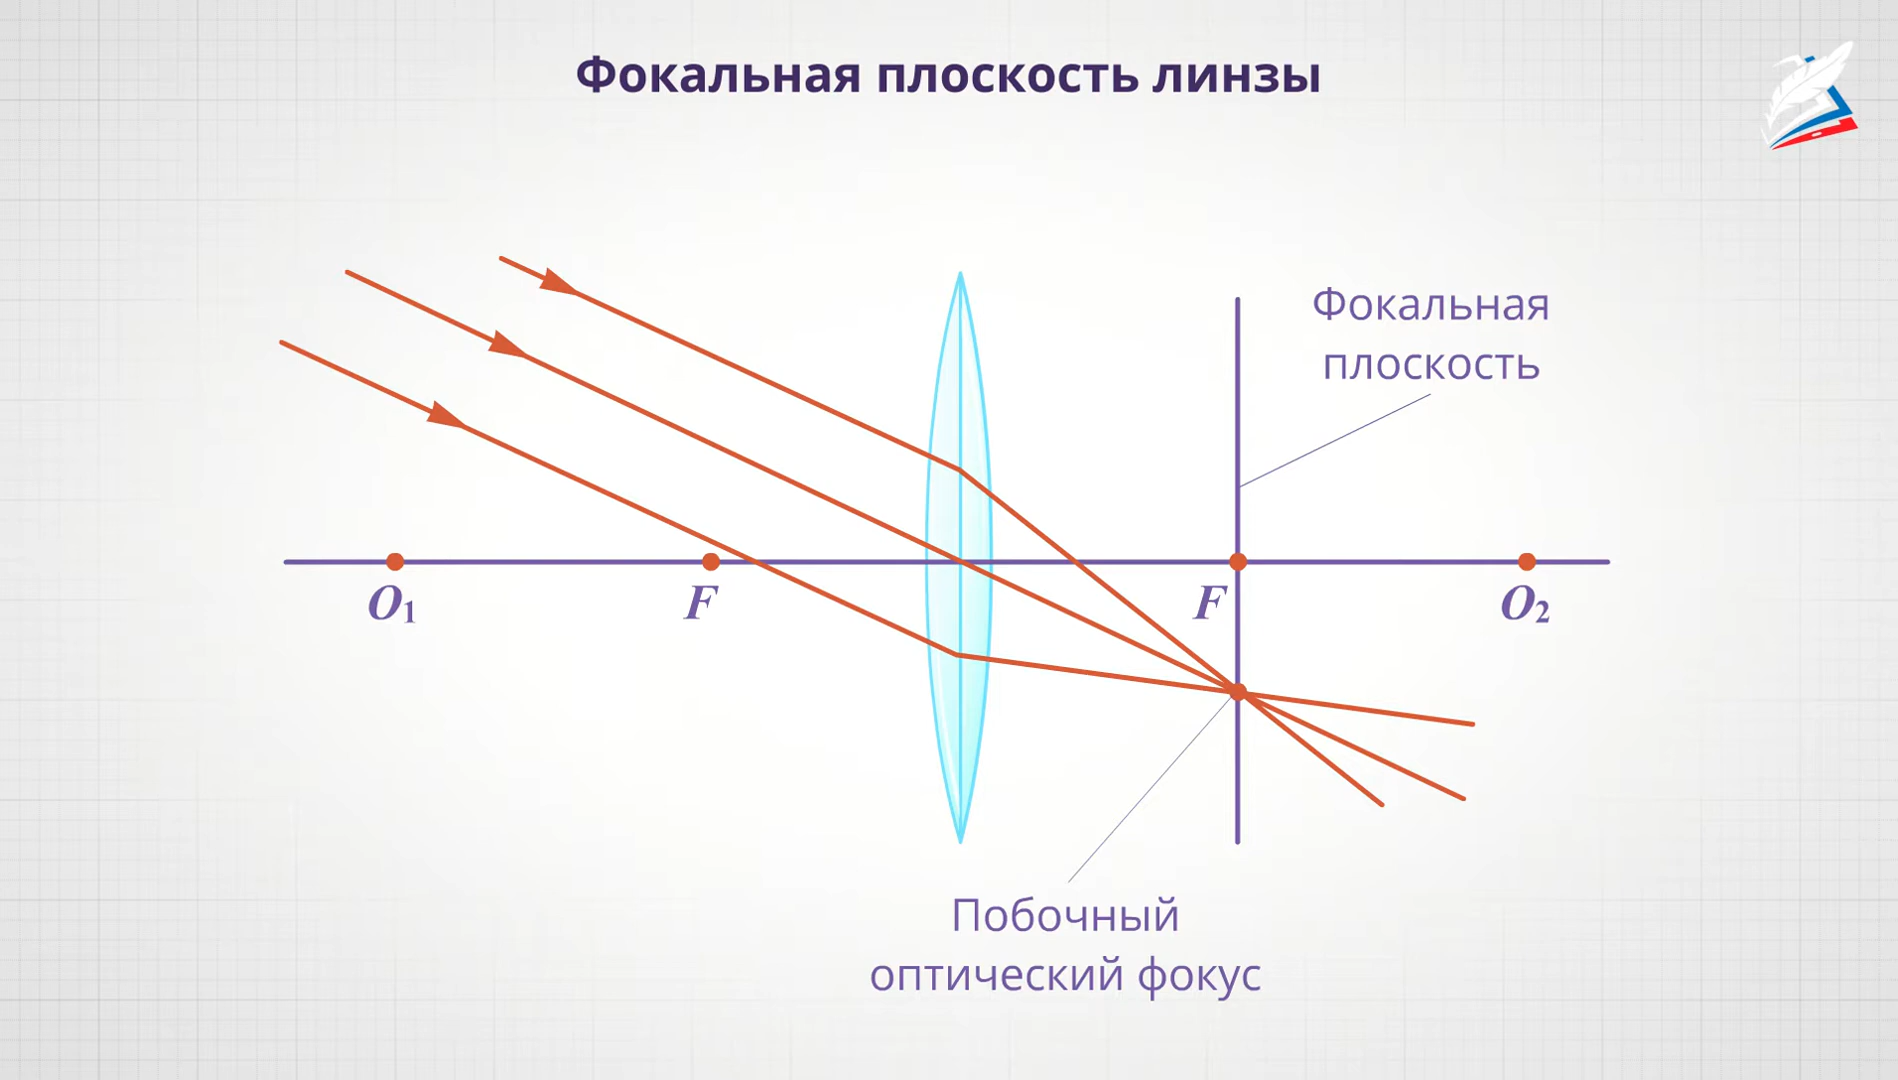 Фокальная плоскость линзы
Фокальная
плоскость
O₁
F
F
O₂
Побочный
оптический фокус